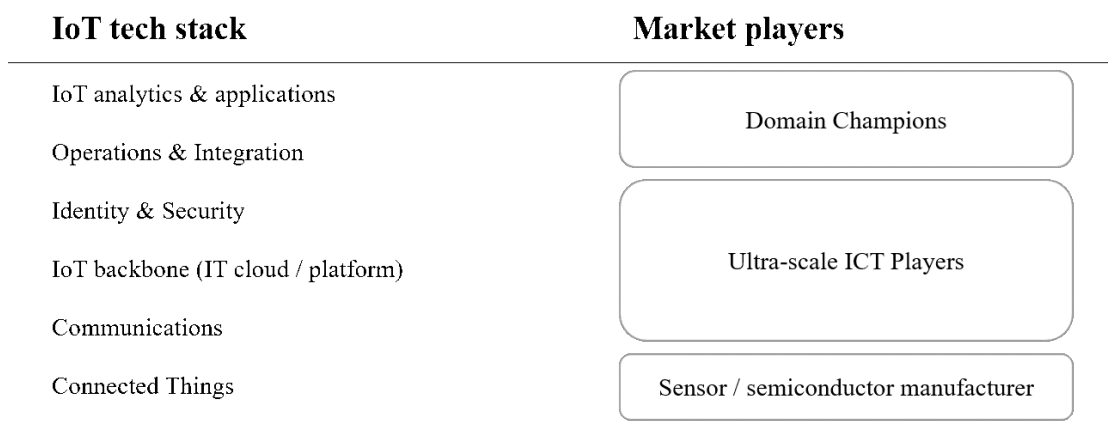 IoT tech stack
Market players
IoT analytics & applications
Operations & Integration
Identity & Security
IoT backbone (IT cloud / platform)
Communications
Connected Things
Domain Champions
Ultra-scale ICT Players
Sensor / semiconductor manufacturer